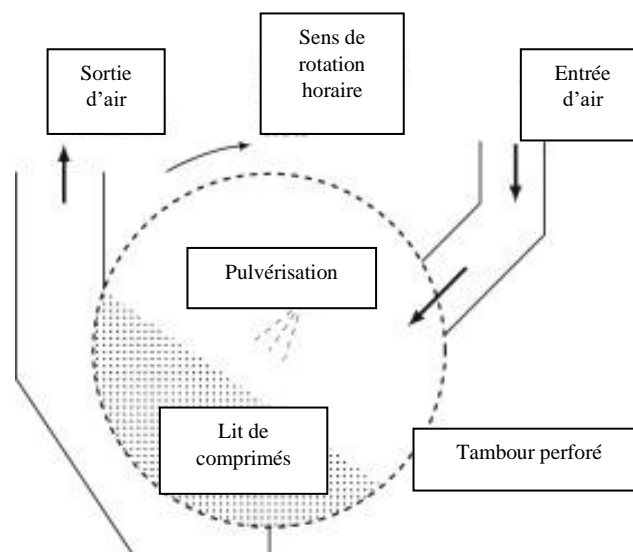 Sens de
rotation
horaire
Sortie
d’air
Entrée
d’air
Pulvérisation
Lit de
comprimés
Tambour perforé